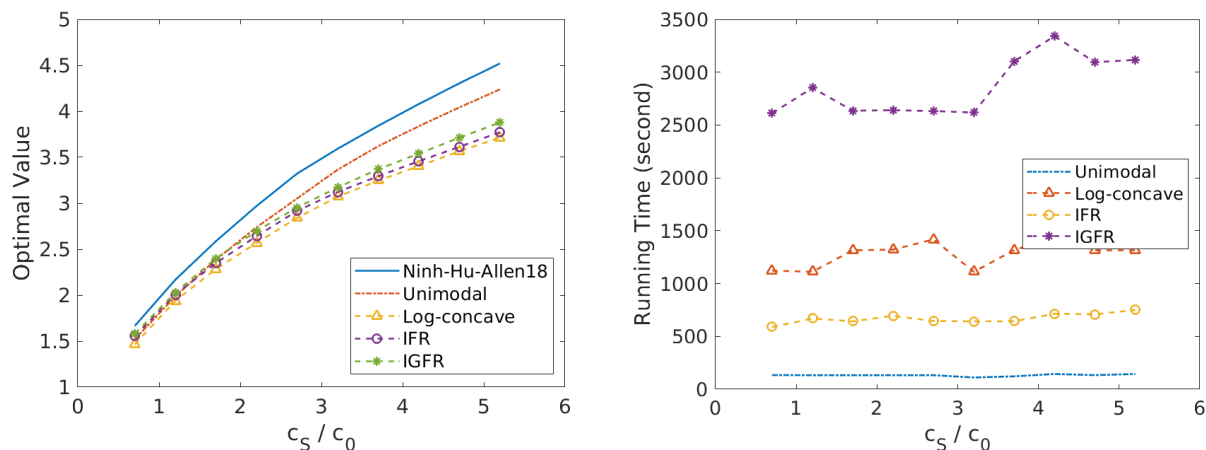 5
4.5
4
3.5
3
2.5
2
1.5
1
0
1
2
3
4
5
6
Optimal Value
c_S / c_0
Ninh-Hu-Allen18
Unimodal
Log-concave
IFR
IGFR
3500
3000
2500
2000
1500
1000
500
0
0
1
2
3
4
5
6
Running Time (second)
c_S / c_0
Unimodal
Log-concave
IFR
IGFR